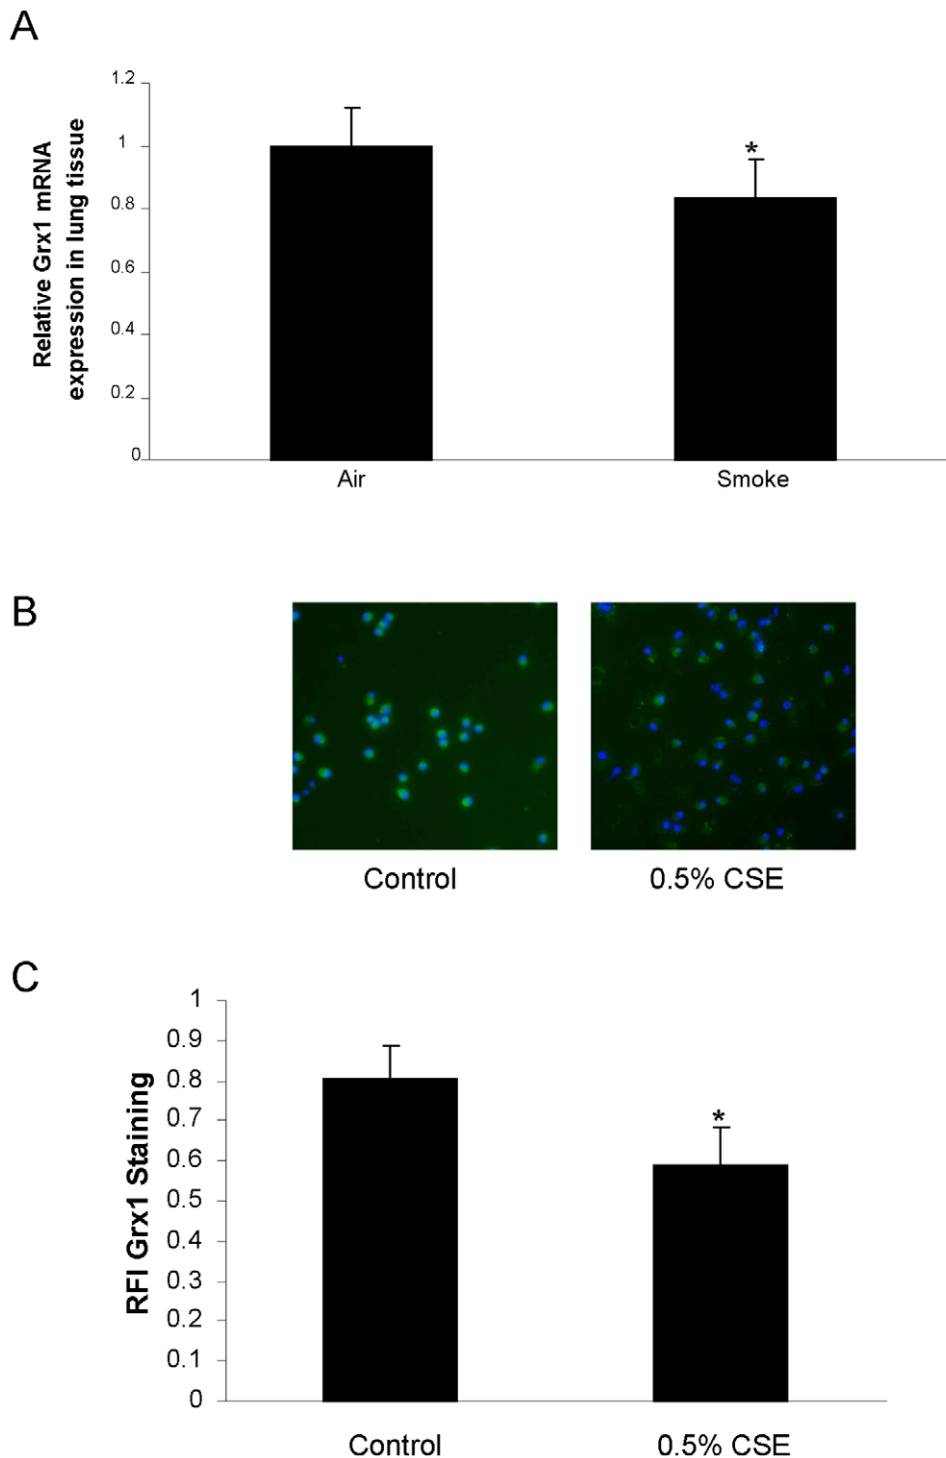 A
Relative Grx1 mRNA
expression in lung tissue
1.2
1
0.8
0.6
0.4
0.2
0
*
Air
Smoke
B
Control
0.5% CSE
C
RFI Grx1 Staining
1
0.9
0.8
0.7
0.6
0.5
0.4
0.3
0.2
0.1
0
*
Control
0.5% CSE